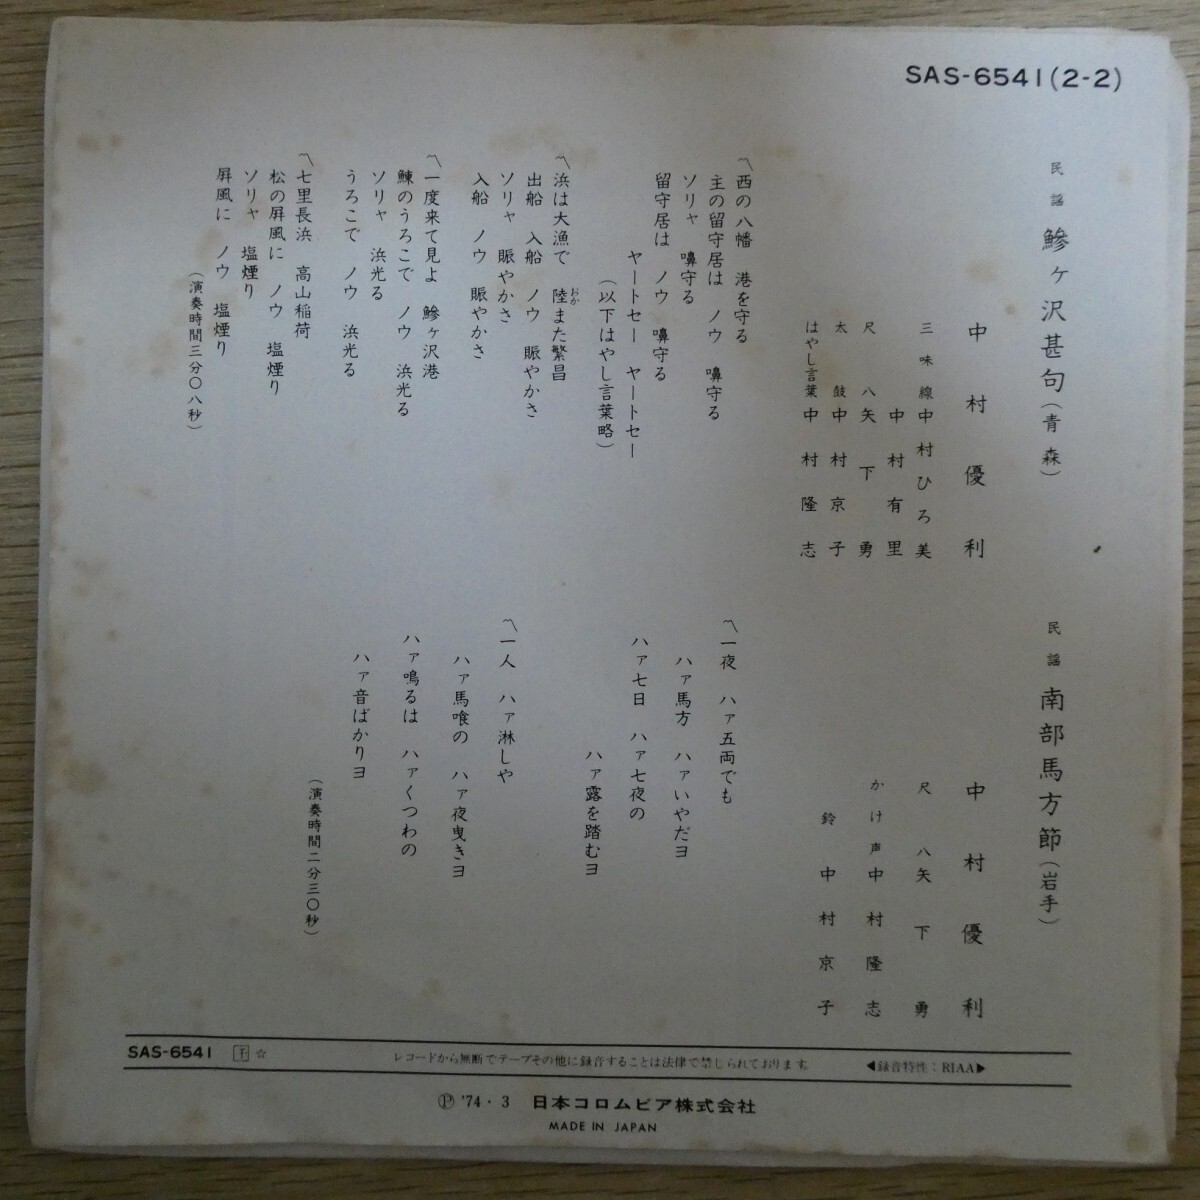 SAS-6541(2-2)
民謡 鰺ヶ沢甚句(青森)
中村優利
三味線 中村ひろ美
中村有里
尺八 矢下勇
太鼓 中村京子
はやし言葉 中村隆志
〽西の八幡 港を守る
主の留守居は ノウ 嚊守る
ソリャ 嚊守る
留守居は ノウ 嚊守る
ヤートセー ヤートセー
(以下はやし言葉略)
〽浜は大漁で 陸また繁昌
おか
出船 入船 ノウ 賑やかさ
ソリャ 賑やかさ
入船 ノウ 賑やかさ
〽一度来て見よ 鰺ヶ沢港
鰊のうろこで ノウ 浜光る
ソリャ 浜光る
うろこで ノウ 浜光る
〽七里長浜 高山稲荷
松の屏風に ノウ 塩煙り
ソリャ 塩煙り
屏風に ノウ 塩煙り
(演奏時間三分〇八秒)
民謡 南部馬方節(岩手)
中村優利
尺八 矢下勇
かけ声 中村隆志
鈴 中村京子
〽一夜 ハァ五両でも
ハァ馬方 ハァいやだヨ
ハァ七日 ハァ七夜の
ハァ露を踏むヨ
〽一人 ハァ淋しや
ハァ馬喰の ハァ夜曳きヨ
ハァ鳴るは ハァくつわの
ハァ音ばかりヨ
(演奏時間二分三〇秒)
SAS-6541 ☆ レコードから無断でテープその他に録音することは法律で禁じられております。 ◀録音特性:RIAA▶
Ⓟ '74・3 日本コロムビア株式会社
MADE IN JAPAN